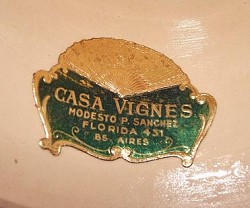 CASA VIGNES
MODESTO P. SANCHEZ
FLORIDA 431
BS. AIRES